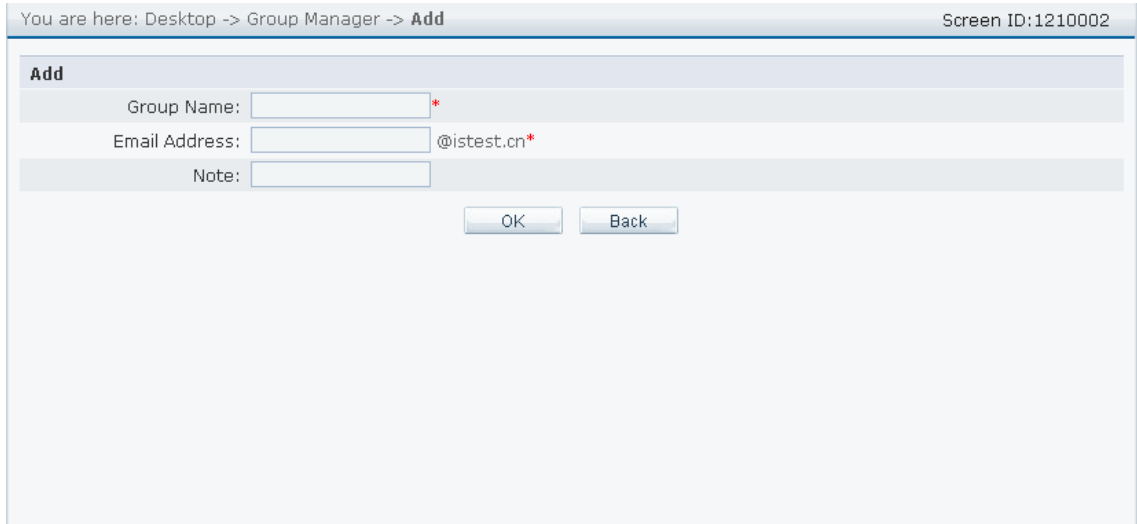 You are here: Desktop -> Group Manager -> Add Screen ID:1210002
Add
Group Name: *
Email Address: @istest.cn*
Note:
OK Back